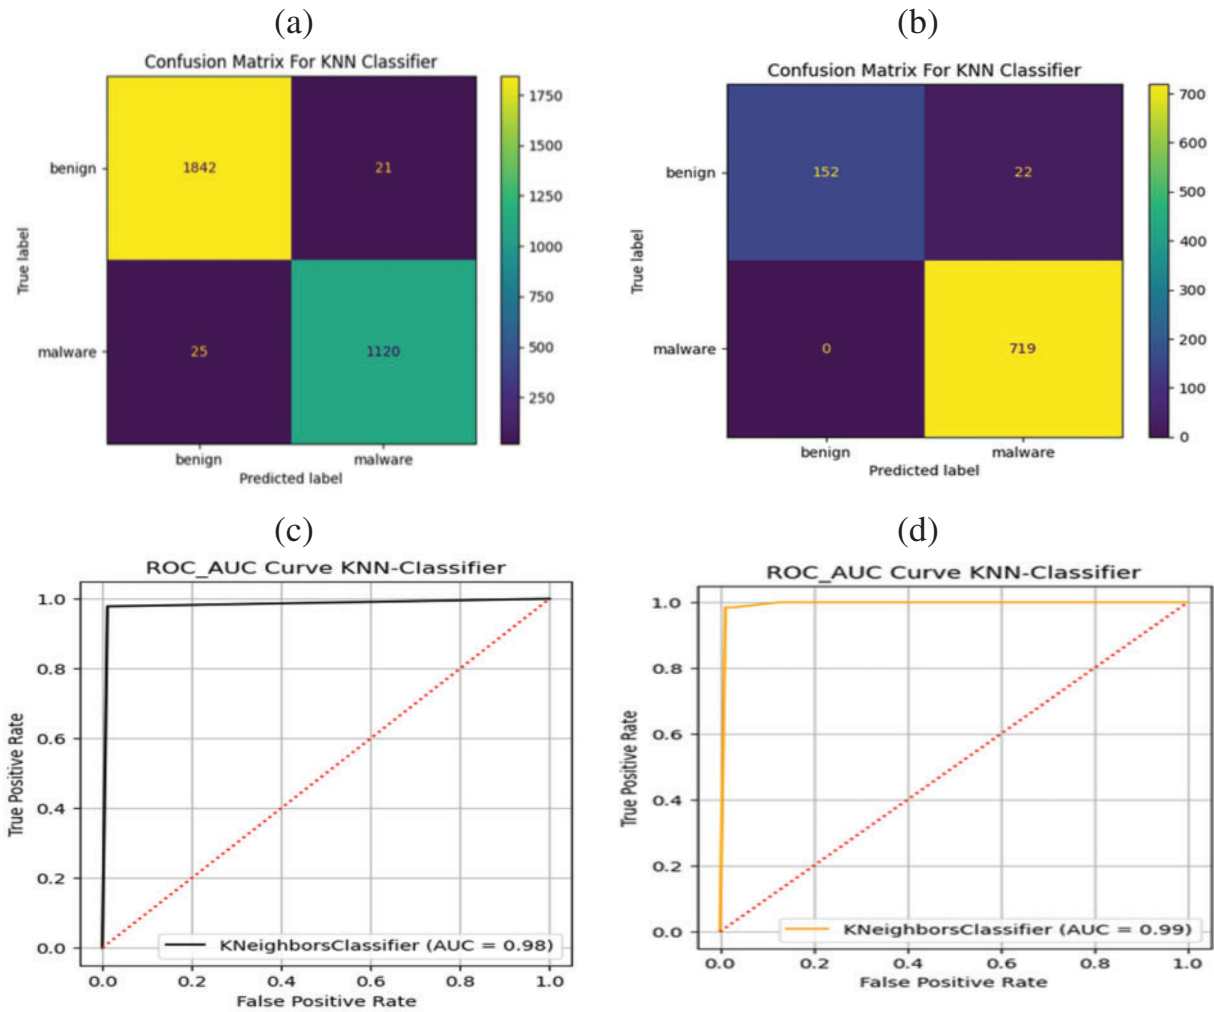 (a)
Confusion Matrix For KNN Classifier
True label
benign
malware
1842
21
25
1120
benign
malware
Predicted label
1750
1500
1250
1000
750
500
250
(b)
Confusion Matrix For KNN Classifier
True label
benign
malware
152
22
0
719
benign
malware
Predicted label
700
600
500
400
300
200
100
0
(c)
ROC_AUC Curve KNN-Classifier
True Positive Rate
1.0
0.8
0.6
0.4
0.2
0.0
KNeighborsClassifier (AUC = 0.98)
0.0
0.2
0.4
0.6
0.8
1.0
False Positive Rate
(d)
ROC_AUC Curve KNN-Classifier
True Positive Rate
1.0
0.8
0.6
0.4
0.2
0.0
KNeighborsClassifier (AUC = 0.99)
0.0
0.2
0.4
0.6
0.8
1.0
False Positive Rate